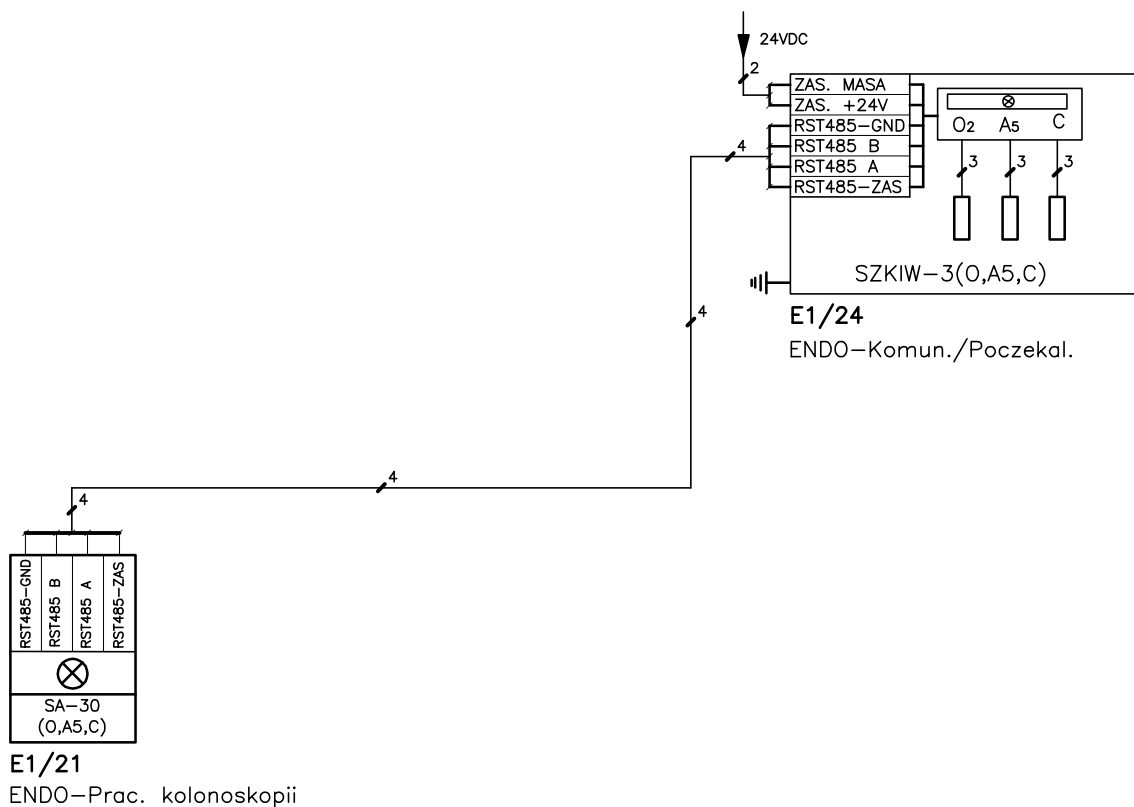 24VDC
2
ZAS. MASA
ZAS. +24V
RST485-GND
RST485 B
RST485 A
RST485-ZAS
O2 A5 C
3 3 3
4
SZKIW-3(O,A5,C)
E1/24
ENDO-Komun./Poczekal.
4
4
4
RST485-GND
RST485 B
RST485 A
RST485-ZAS
SA-30
(O,A5,C)
E1/21
ENDO-Prac. kolonoskopii